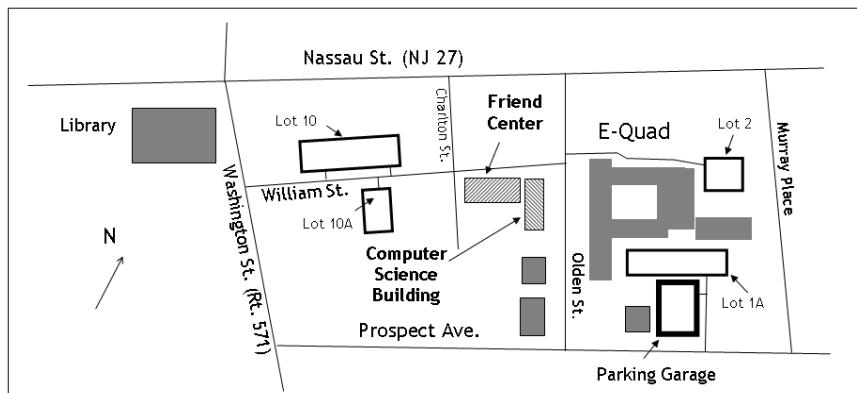 Nassau St. (NJ 27)
Library
Lot 10
Charlton St.
Friend
Center
E-Quad
Lot 2
Murray Place
Washington St. (Rt. 571)
William St.
Lot 10A
N
Computer
Science
Building
Olden St.
Lot 1A
Prospect Ave.
Parking Garage